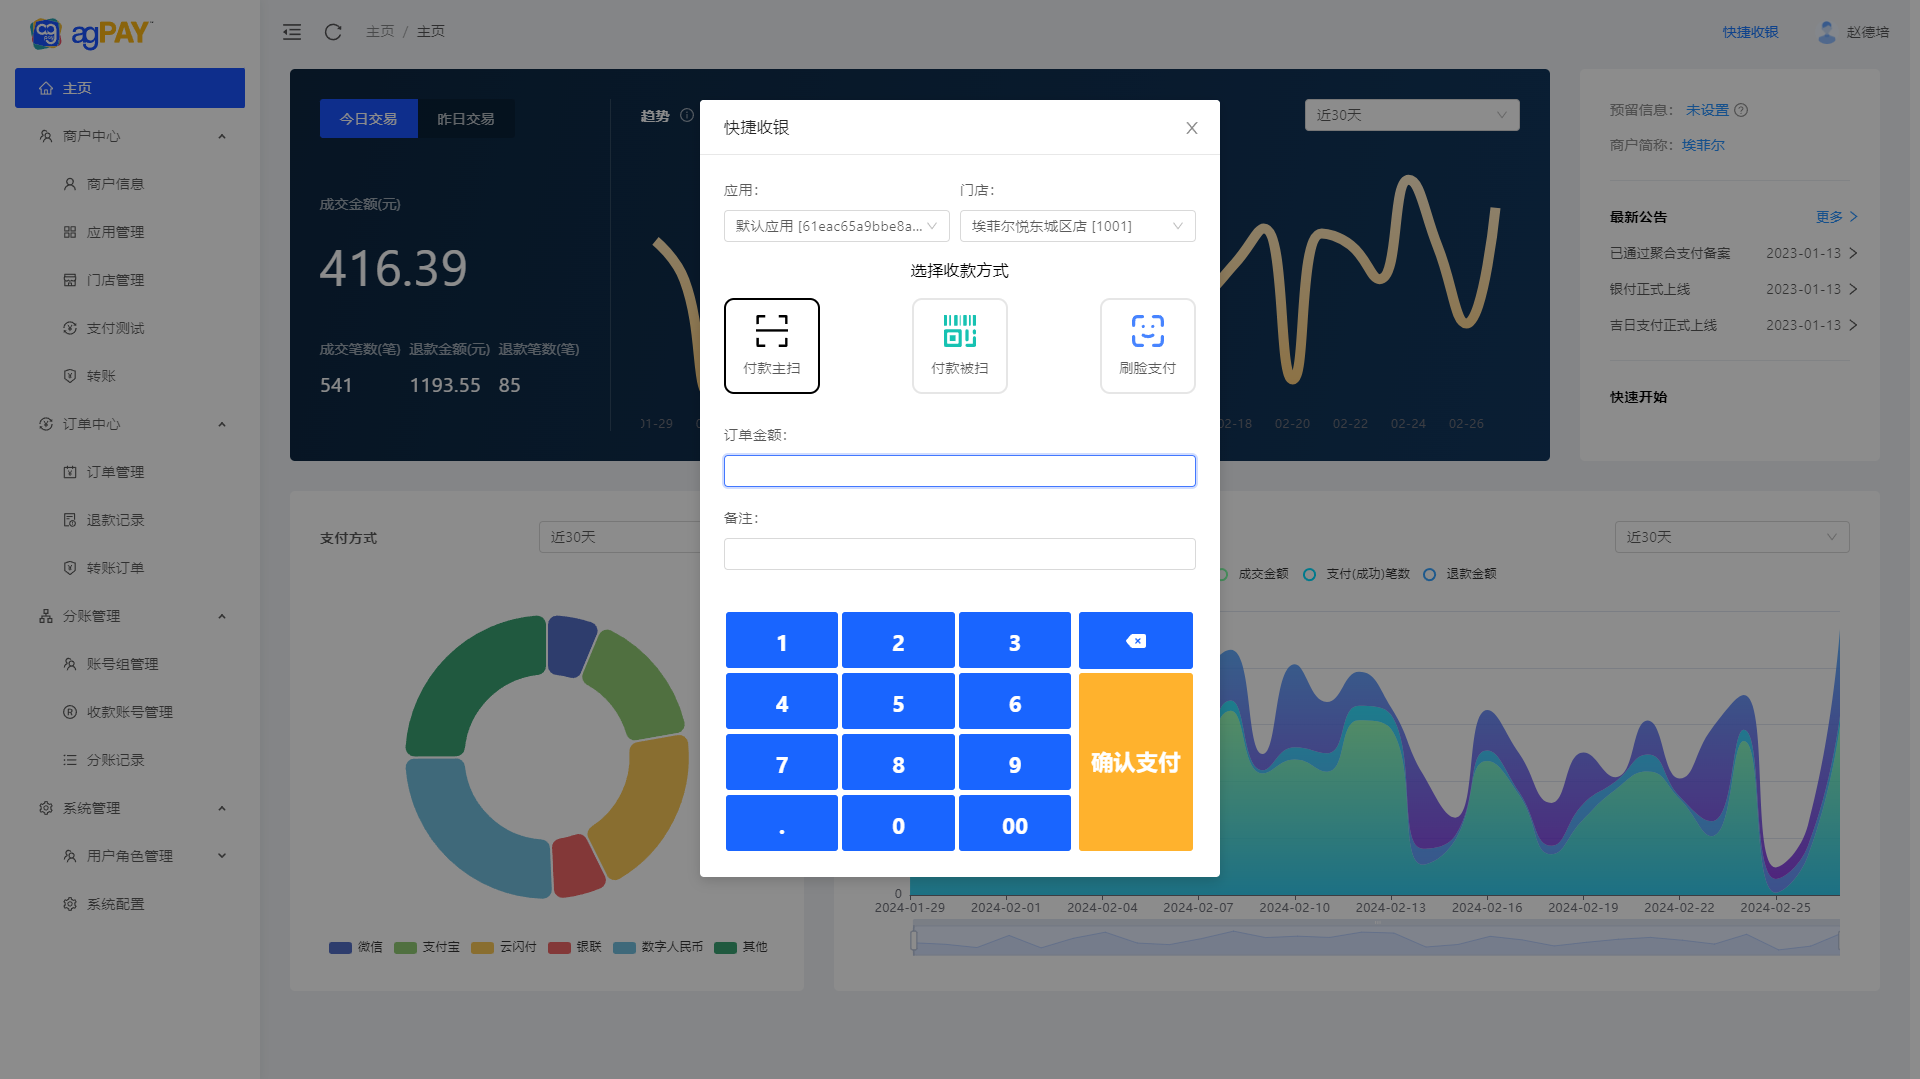 agPAY
主页 / 主页
快捷收银
赵德培
主页
商户中心
商户信息
应用管理
门店管理
支付测试
转账
订单中心
订单管理
退款记录
转账订单
分账管理
账号组管理
收款账号管理
分账记录
系统管理
用户角色管理
系统配置
今日交易
昨日交易
成交金额(元)
416.39
成交笔数(笔) 退款金额(元) 退款笔数(笔)
541 1193.55 85
趋势
近30天
02-20 02-22 02-24 02-26
预留信息： 未设置
商户简称： 埃菲尔
最新公告 更多
已通过聚合支付备案 2023-01-13
银付正式上线 2023-01-13
吉日支付正式上线 2023-01-13
快速开始
快捷收银
应用： 门店：
默认应用 [61eac65a9bbe8a... 埃菲尔悦东城区店 [1001]
选择收款方式
付款主扫 付款被扫 刷脸支付
订单金额：
备注：
1 2 3
4 5 6
7 8 9
. 0 00
确认支付
支付方式
近30天
微信 支付宝 云闪付 银联 数字人民币 其他
近30天
成交金额 支付(成功)笔数 退款金额
0
2024-01-29 2024-02-01 2024-02-04 2024-02-07 2024-02-10 2024-02-13 2024-02-16 2024-02-19 2024-02-22 2024-02-25